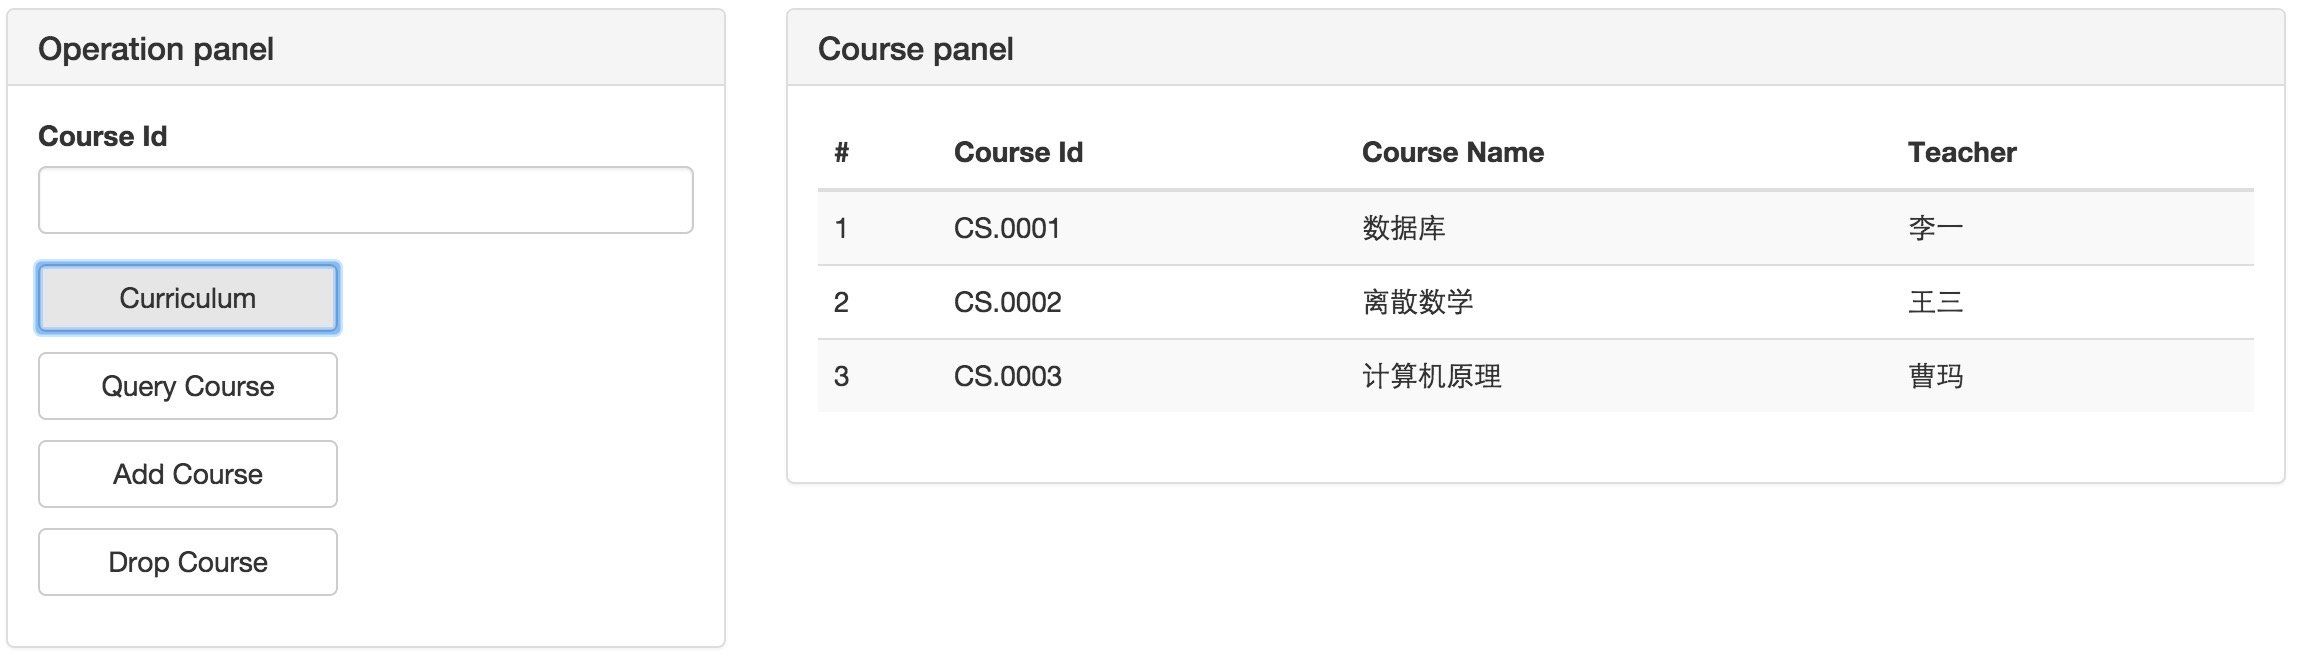 Operation panel
Course Id
Curriculum
Query Course
Add Course
Drop Course
Course panel
# Course Id Course Name Teacher
1 CS.0001 数据库 李一
2 CS.0002 离散数学 王三
3 CS.0003 计算机原理 曹玛